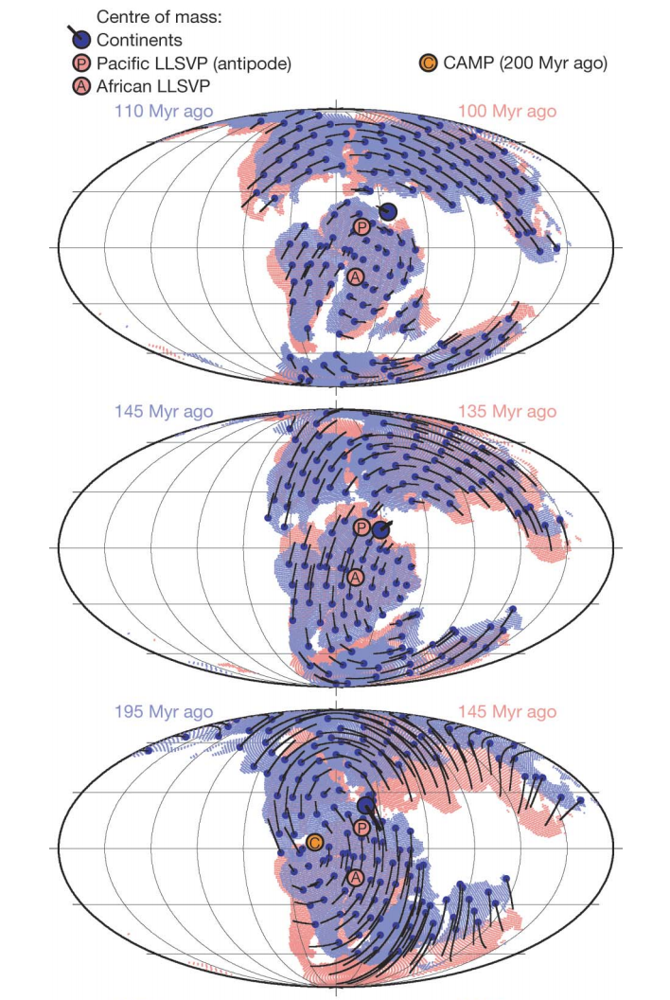 Centre of mass:
Continents
P Pacific LLSVP (antipode)
C CAMP (200 Myr ago)
A African LLSVP
110 Myr ago
100 Myr ago
P
A
145 Myr ago
135 Myr ago
P
A
195 Myr ago
145 Myr ago
P
C
A